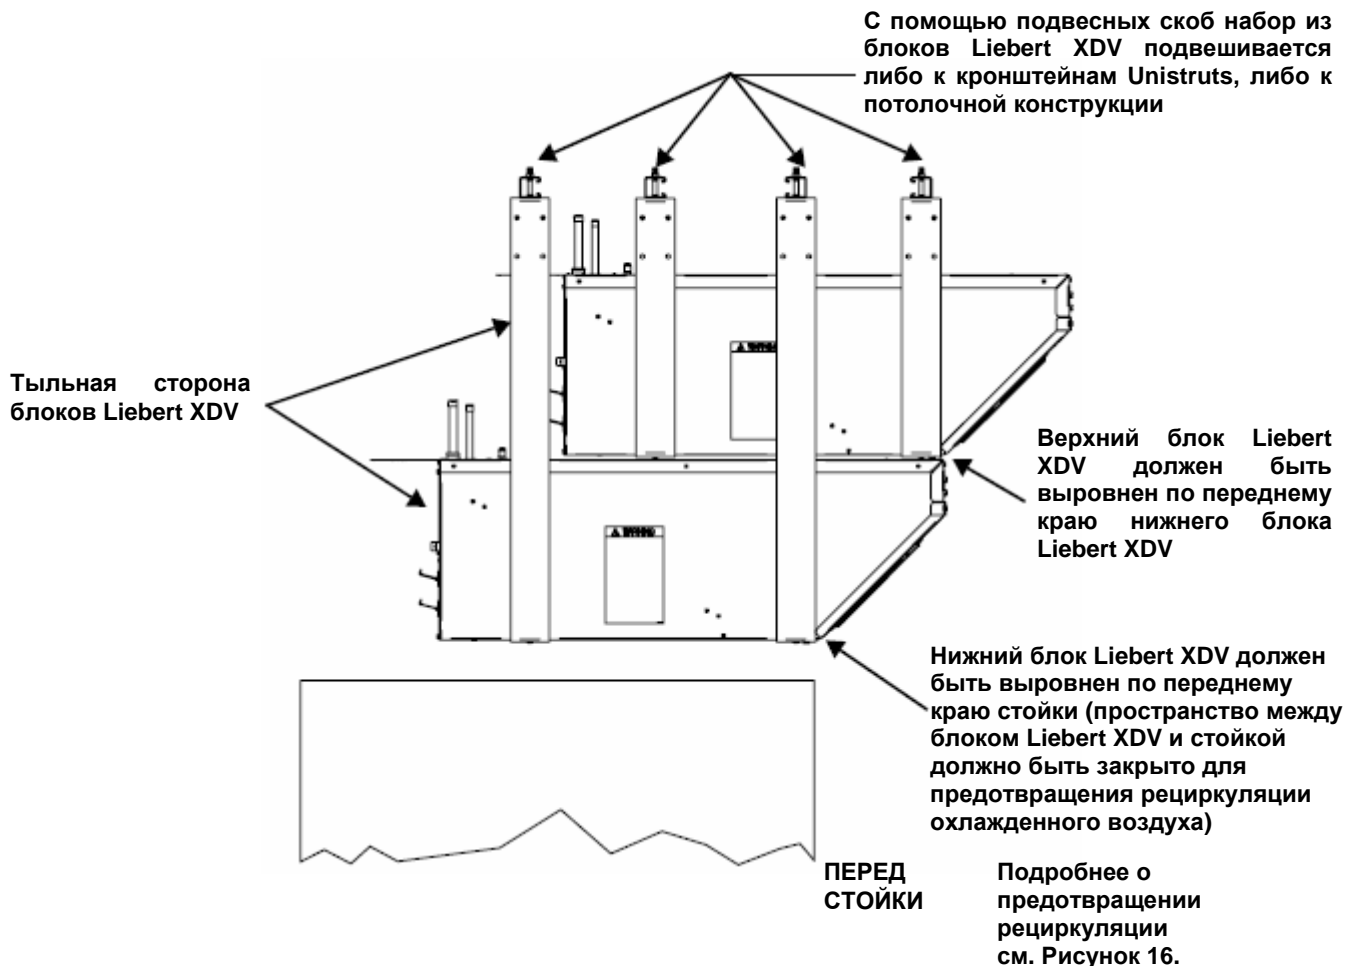 С помощью подвесных скоб набор из
блоков Liebert XDV подвешивается
либо к кронштейнам Unistruts, либо к
потолочной конструкции
Тыльная сторона
блоков Liebert XDV
Верхний блок Liebert
XDV должен быть
выровнен по переднему
краю нижнего блока
Liebert XDV
Нижний блок Liebert XDV должен
быть выровнен по переднему
краю стойки (пространство между
блоком Liebert XDV и стойкой
должно быть закрыто для
предотвращения рециркуляции
охлажденного воздуха)
ПЕРЕД
СТОЙКИ
Подробнее о
предотвращении
рециркуляции
см. Рисунок 16.